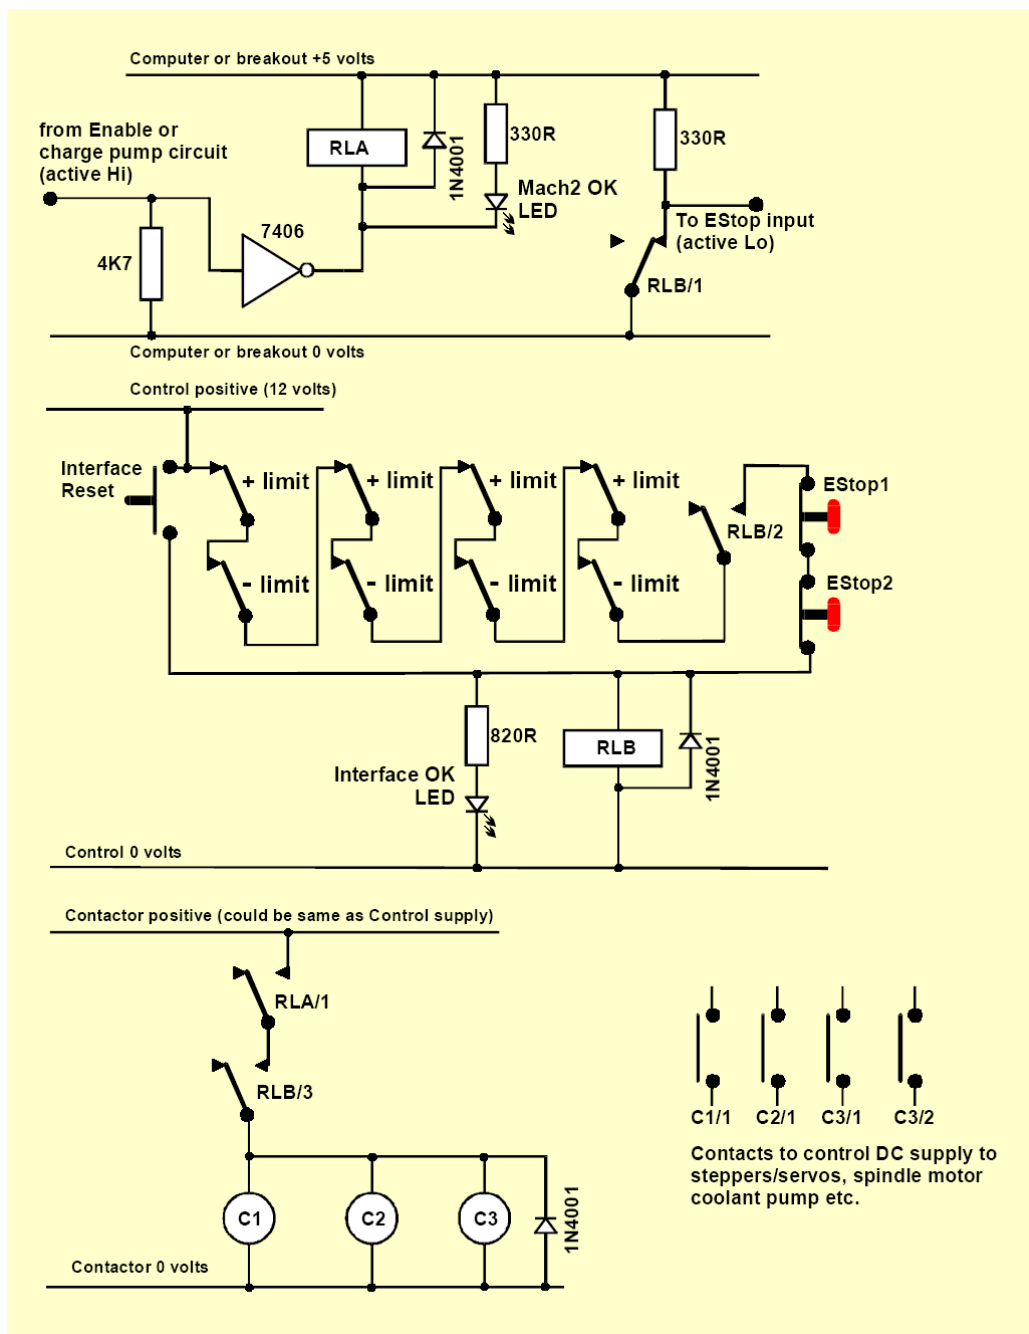 Computer or breakout +5 volts
from Enable or
charge pump circuit
(active Hi)
RLA
1N4001
330R
330R
Mach2 OK
LED
To EStop input
(active Lo)
7406
4K7
RLB/1
Computer or breakout 0 volts
Control positive (12 volts)
Interface
Reset
+ limit
+ limit
+ limit
+ limit
EStop1
RLB/2
- limit
- limit
- limit
- limit
EStop2
820R
RLB
1N4001
Interface OK
LED
Control 0 volts
Contactor positive (could be same as Control supply)
RLA/1
RLB/3
C1/1
C2/1
C3/1
C3/2
Contacts to control DC supply to
steppers/servos, spindle motor
coolant pump etc.
C1
C2
C3
1N4001
Contactor 0 volts